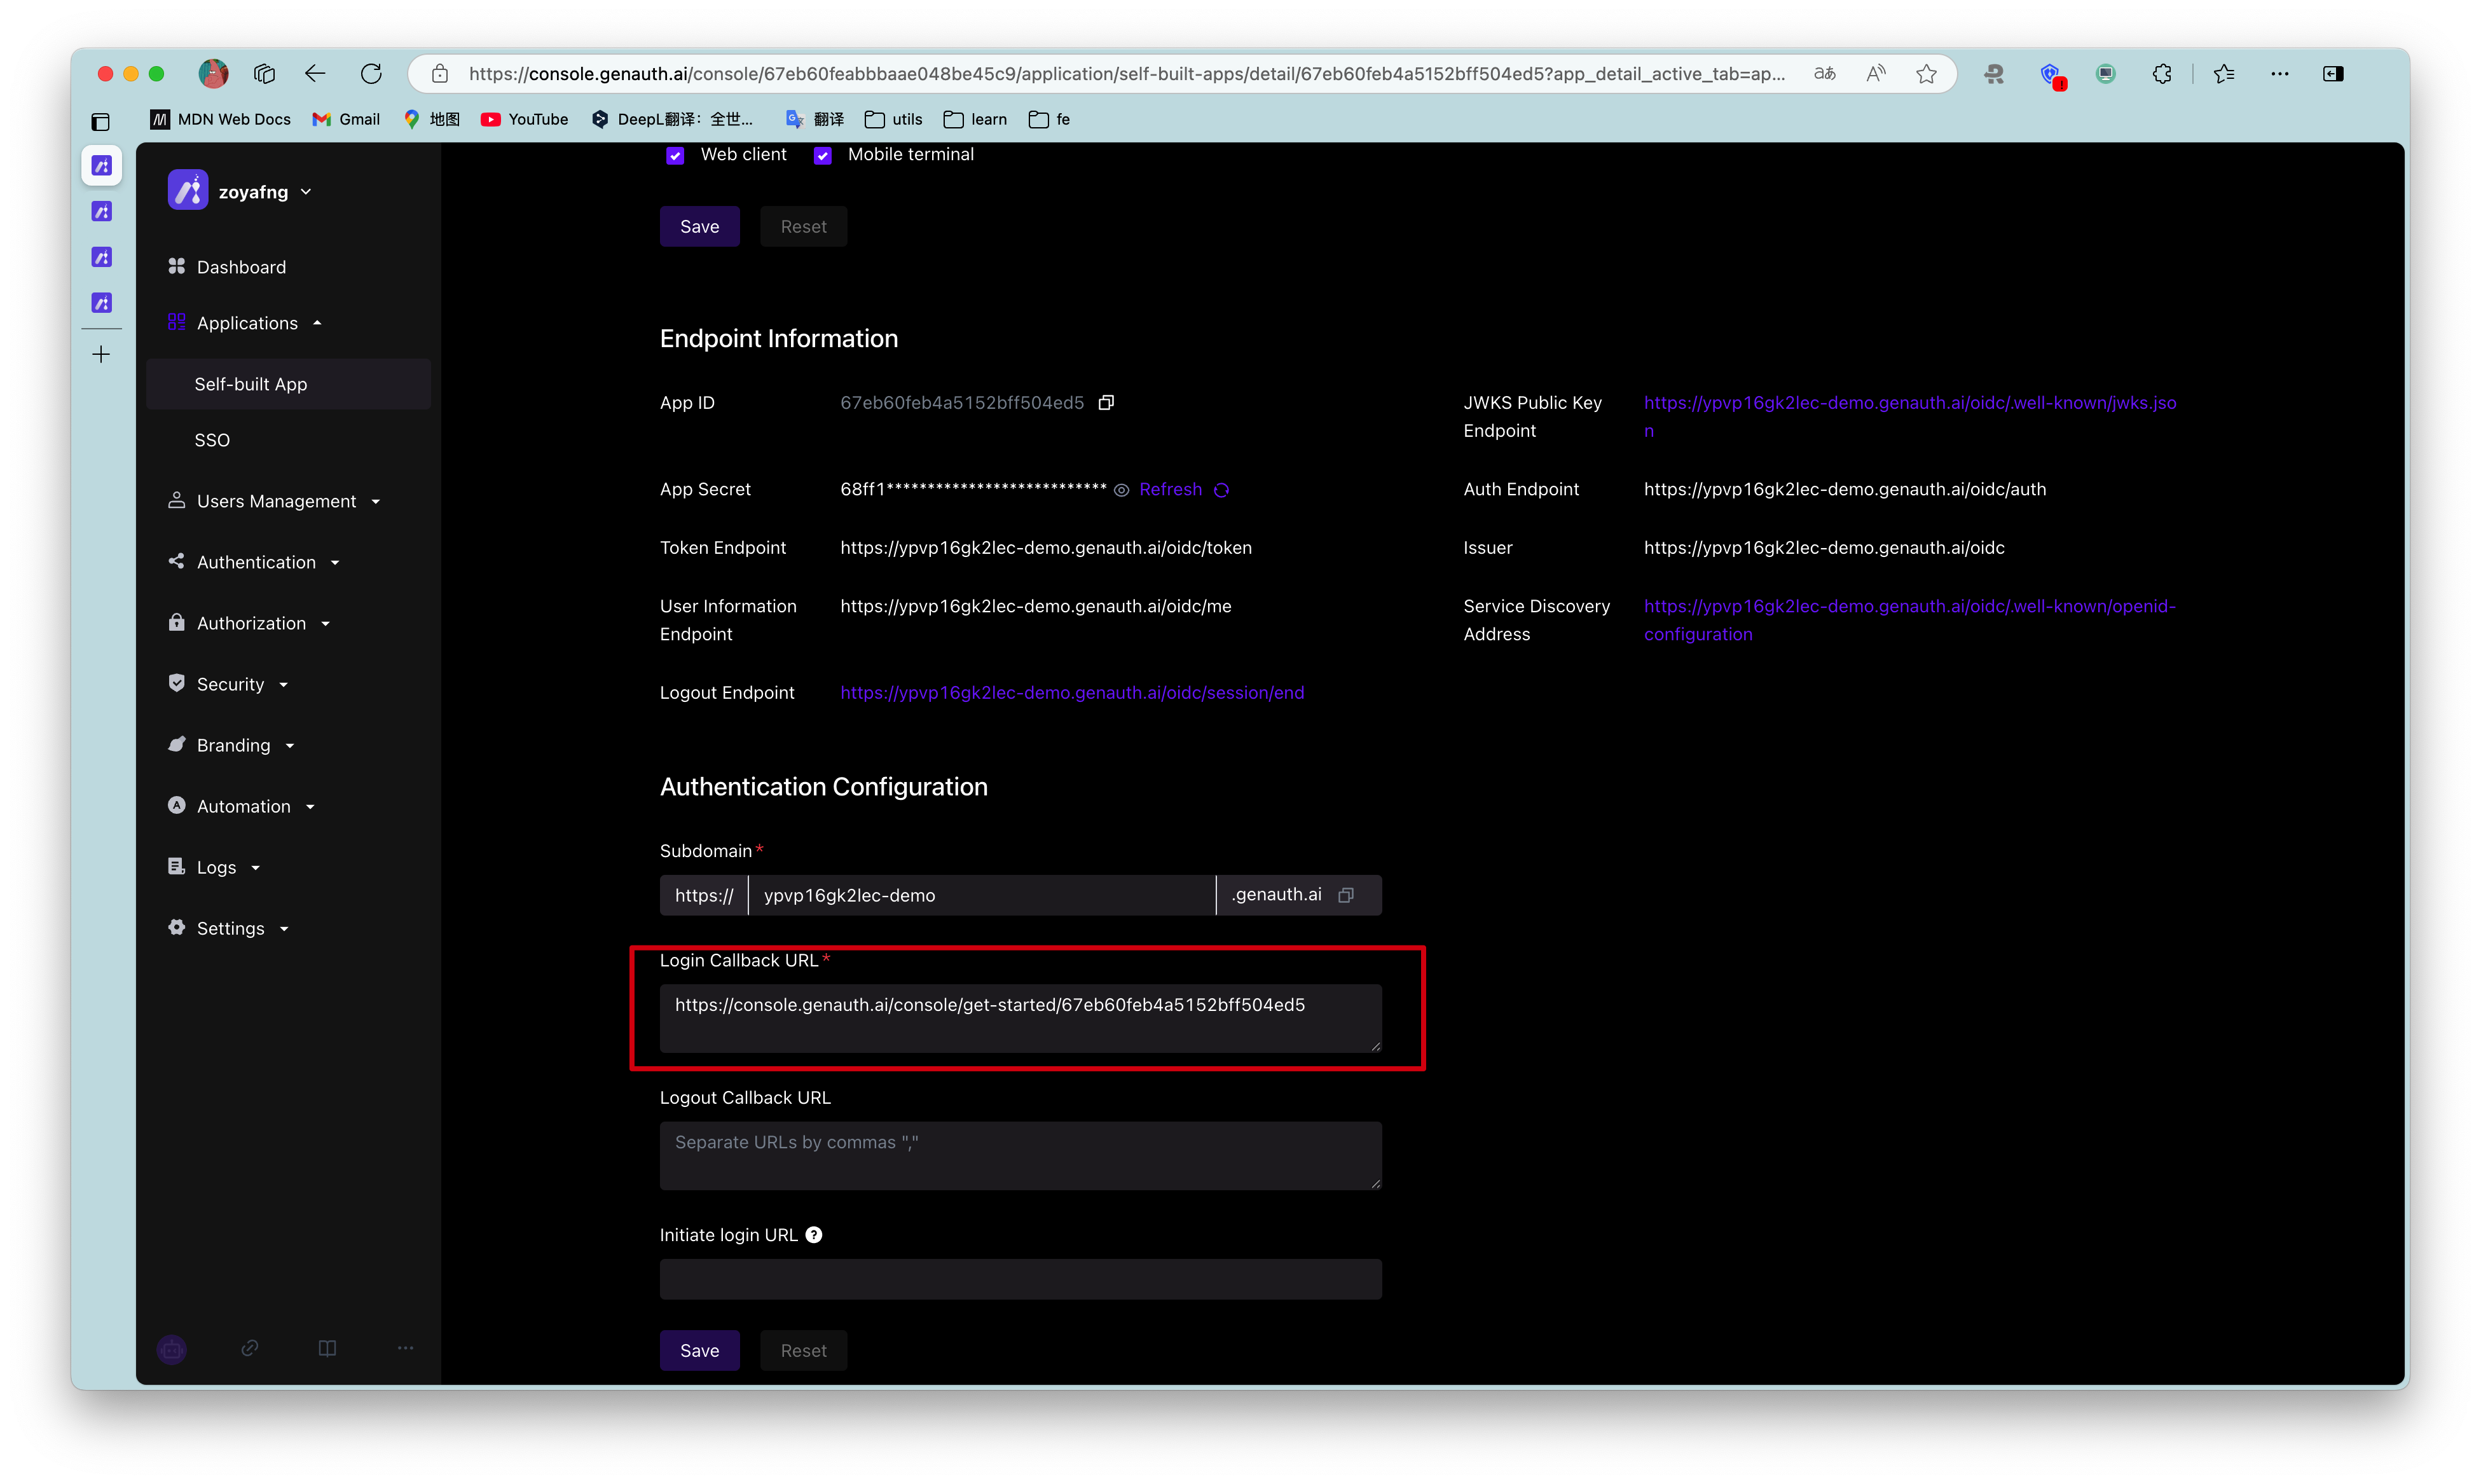 https://console.genauth.ai/console/67eb60feabbbaae048be45c9/application/self-built-apps/detail/67eb60feb4a5152bff504ed5?app_detail_active_tab=ap...
MDN Web Docs
Gmail
地图
YouTube
DeepL翻译：全世...
翻译
utils
learn
fe
zoyafng
Dashboard
Applications
Self-built App
SSO
Users Management
Authentication
Authorization
Security
Branding
Automation
Logs
Settings
Web client
Mobile terminal
Save
Reset
Endpoint Information
App ID
67eb60feb4a5152bff504ed5
JWKS Public Key
Endpoint
https://ypvp16gk2lec-demo.genauth.ai/oidc/.well-known/jwks.jso
n
App Secret
68ff1***************************
Refresh
Auth Endpoint
https://ypvp16gk2lec-demo.genauth.ai/oidc/auth
Token Endpoint
https://ypvp16gk2lec-demo.genauth.ai/oidc/token
Issuer
https://ypvp16gk2lec-demo.genauth.ai/oidc
User Information
Endpoint
https://ypvp16gk2lec-demo.genauth.ai/oidc/me
Service Discovery
Address
https://ypvp16gk2lec-demo.genauth.ai/oidc/.well-known/openid-
configuration
Logout Endpoint
https://ypvp16gk2lec-demo.genauth.ai/oidc/session/end
Authentication Configuration
Subdomain*
https://
ypvp16gk2lec-demo
.genauth.ai
Login Callback URL*
https://console.genauth.ai/console/get-started/67eb60feb4a5152bff504ed5
Logout Callback URL
Separate URLs by commas ","
Initiate login URL
Save
Reset